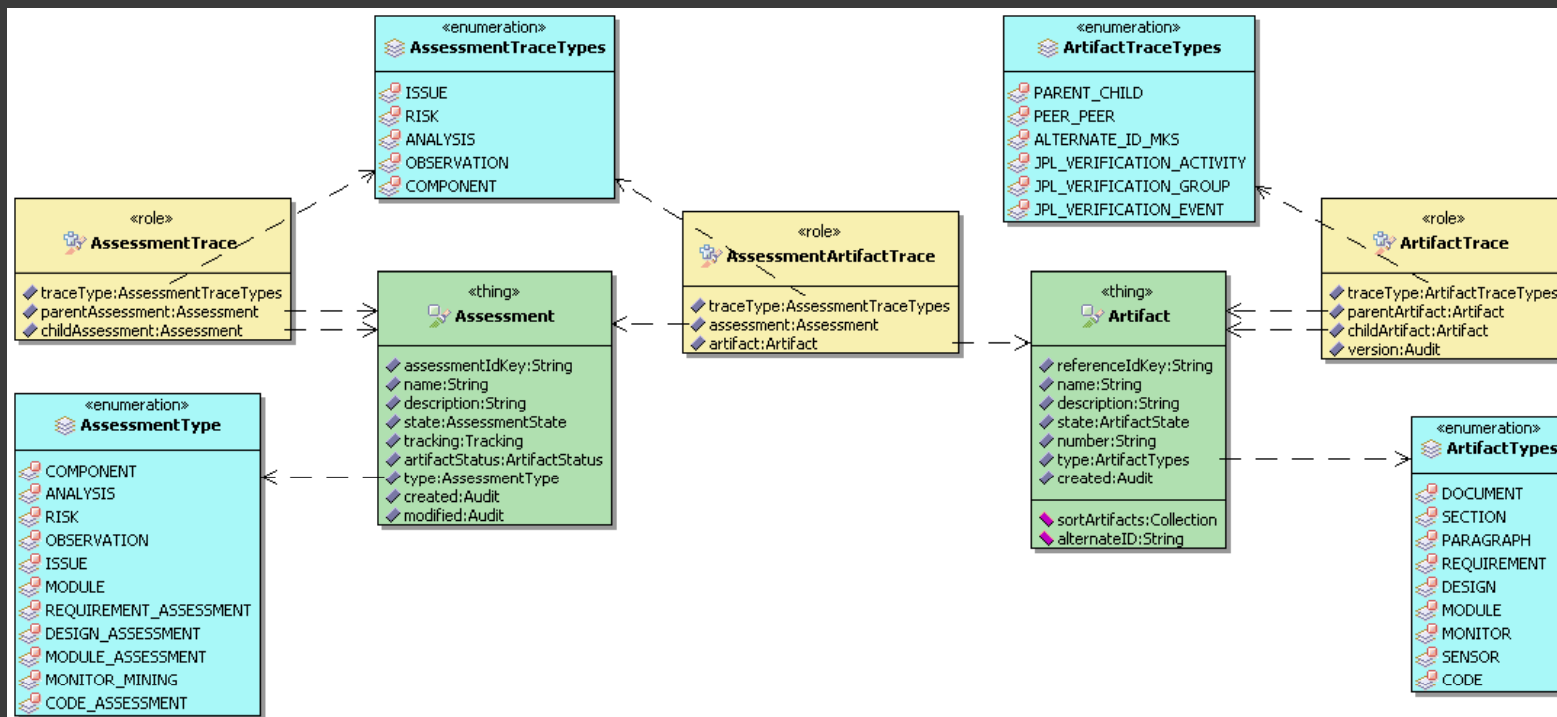 «enumeration»
AssessmentTraceTypes
ISSUE
RISK
ANALYSIS
OBSERVATION
COMPONENT
«enumeration»
ArtifactTraceTypes
PARENT_CHILD
PEER_PEER
ALTERNATE_ID_MKS
JPL_VERIFICATION_ACTIVITY
JPL_VERIFICATION_GROUP
JPL_VERIFICATION_EVENT
«role»
AssessmentTrace
traceType:AssessmentTraceTypes
parentAssessment:Assessment
childAssessment:Assessment
«thing»
Assessment
assessmentIdKey:String
name:String
description:String
state:AssessmentState
tracking:Tracking
artifactStatus:ArtifactStatus
type:AssessmentType
created:Audit
modified:Audit
«role»
AssessmentArtifactTrace
traceType:AssessmentTraceTypes
assessment:Assessment
artifact:Artifact
«thing»
Artifact
referenceIdKey:String
name:String
description:String
state:ArtifactState
number:String
type:ArtifactTypes
created:Audit
sortArtifacts:Collection
alternateID:String
«role»
ArtifactTrace
traceType:ArtifactTraceTypes
parentArtifact:Artifact
childArtifact:Artifact
version:Audit
«enumeration»
AssessmentType
COMPONENT
ANALYSIS
RISK
OBSERVATION
ISSUE
MODULE
REQUIREMENT_ASSESSMENT
DESIGN_ASSESSMENT
MODULE_ASSESSMENT
MONITOR_MINING
CODE_ASSESSMENT
«enumeration»
ArtifactTypes
DOCUMENT
SECTION
PARAGRAPH
REQUIREMENT
DESIGN
MODULE
MONITOR
SENSOR
CODE